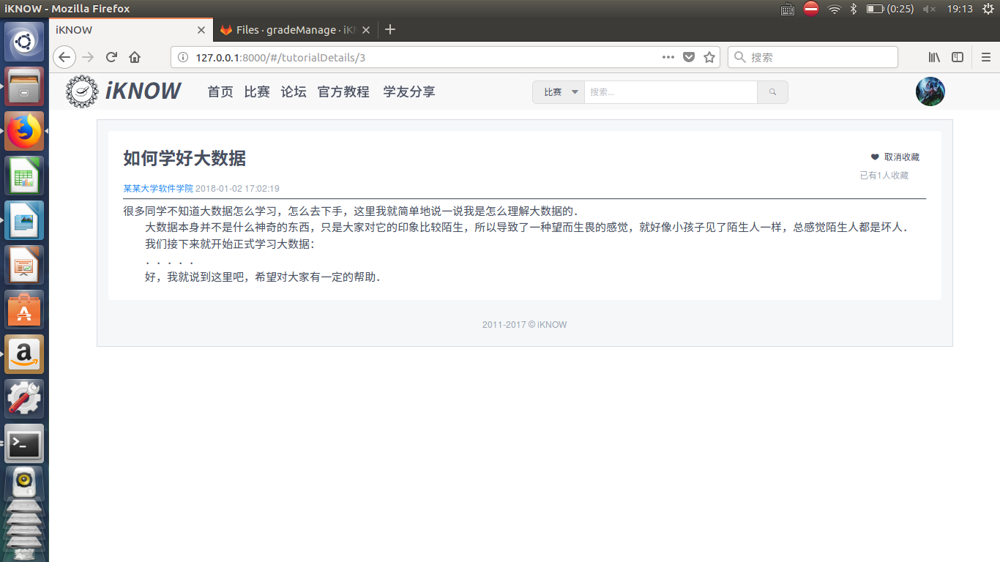 iKNOW - Mozilla Firefox
(0:25)
19:13
iKNOW
Files · gradeManage · iK
127.0.0.1:8000/#/tutorialDetails/3
搜索
iKNOW
首页 比赛 论坛 官方教程 学友分享
比赛
搜索...
如何学好大数据
取消收藏
已有1人收藏
某某大学软件学院 2018-01-02 17:02:19
很多同学不知道大数据怎么学习，怎么去下手，这里我就简单地说一说我是怎么理解大数据的．
大数据本身并不是什么神奇的东西，只是大家对它的印象比较陌生，所以导致了一种望而生畏的感觉，就好像小孩子见了陌生人一样，总感觉陌生人都是坏人．
我们接下来就开始正式学习大数据：
．．．．．
好，我就说到这里吧，希望对大家有一定的帮助．
2011-2017 © iKNOW